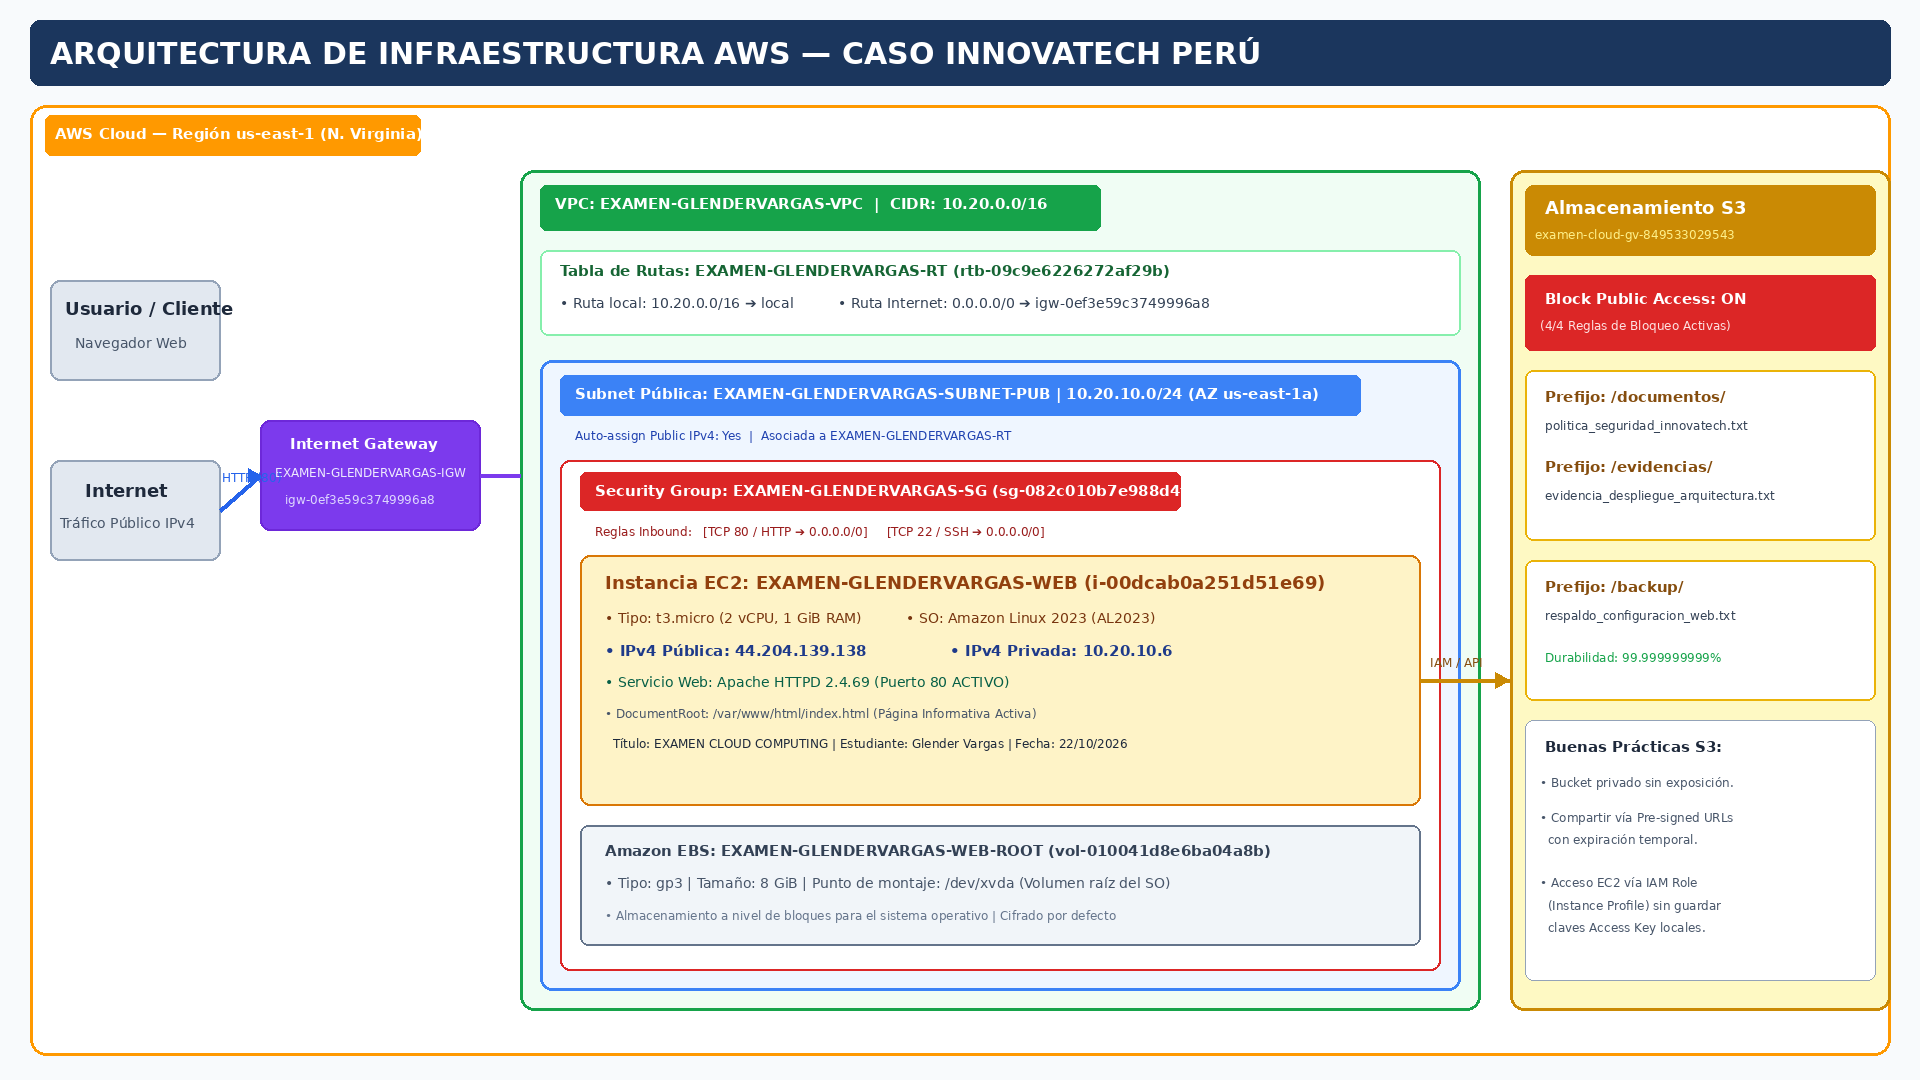 ARQUITECTURA DE INFRAESTRUCTURA AWS — CASO INNOVATECH PERÚ
AWS Cloud — Región us-east-1 (N. Virginia)
Usuario / Cliente
Navegador Web
Internet
Tráfico Público IPv4
Internet Gateway
EXAMEN-GLENDERVARGAS-IGW
igw-0ef3e59c3749996a8
VPC: EXAMEN-GLENDERVARGAS-VPC | CIDR: 10.20.0.0/16
Tabla de Rutas: EXAMEN-GLENDERVARGAS-RT (rtb-09c9e6226272af29b)
• Ruta local: 10.20.0.0/16 ➔ local • Ruta Internet: 0.0.0.0/0 ➔ igw-0ef3e59c3749996a8
Subnet Pública: EXAMEN-GLENDERVARGAS-SUBNET-PUB | 10.20.10.0/24 (AZ us-east-1a)
Auto-assign Public IPv4: Yes | Asociada a EXAMEN-GLENDERVARGAS-RT
Security Group: EXAMEN-GLENDERVARGAS-SG (sg-082c010b7e988d4
Reglas Inbound: [TCP 80 / HTTP ➔ 0.0.0.0/0] [TCP 22 / SSH ➔ 0.0.0.0/0]
Instancia EC2: EXAMEN-GLENDERVARGAS-WEB (i-00dcab0a251d51e69)
• Tipo: t3.micro (2 vCPU, 1 GiB RAM) • SO: Amazon Linux 2023 (AL2023)
• IPv4 Pública: 44.204.139.138 • IPv4 Privada: 10.20.10.6
• Servicio Web: Apache HTTPD 2.4.69 (Puerto 80 ACTIVO)
• DocumentRoot: /var/www/html/index.html (Página Informativa Activa)
Título: EXAMEN CLOUD COMPUTING | Estudiante: Glender Vargas | Fecha: 22/10/2026
Amazon EBS: EXAMEN-GLENDERVARGAS-WEB-ROOT (vol-010041d8e6ba04a8b)
• Tipo: gp3 | Tamaño: 8 GiB | Punto de montaje: /dev/xvda (Volumen raíz del SO)
• Almacenamiento a nivel de bloques para el sistema operativo | Cifrado por defecto
IAM / API
Almacenamiento S3
examen-cloud-gv-849533029543
Block Public Access: ON
(4/4 Reglas de Bloqueo Activas)
Prefijo: /documentos/
politica_seguridad_innovatech.txt
Prefijo: /evidencias/
evidencia_despliegue_arquitectura.txt
Prefijo: /backup/
respaldo_configuracion_web.txt
Durabilidad: 99.999999999%
Buenas Prácticas S3:
• Bucket privado sin exposición.
• Compartir vía Pre-signed URLs
con expiración temporal.
• Acceso EC2 vía IAM Role
(Instance Profile) sin guardar
claves Access Key locales.